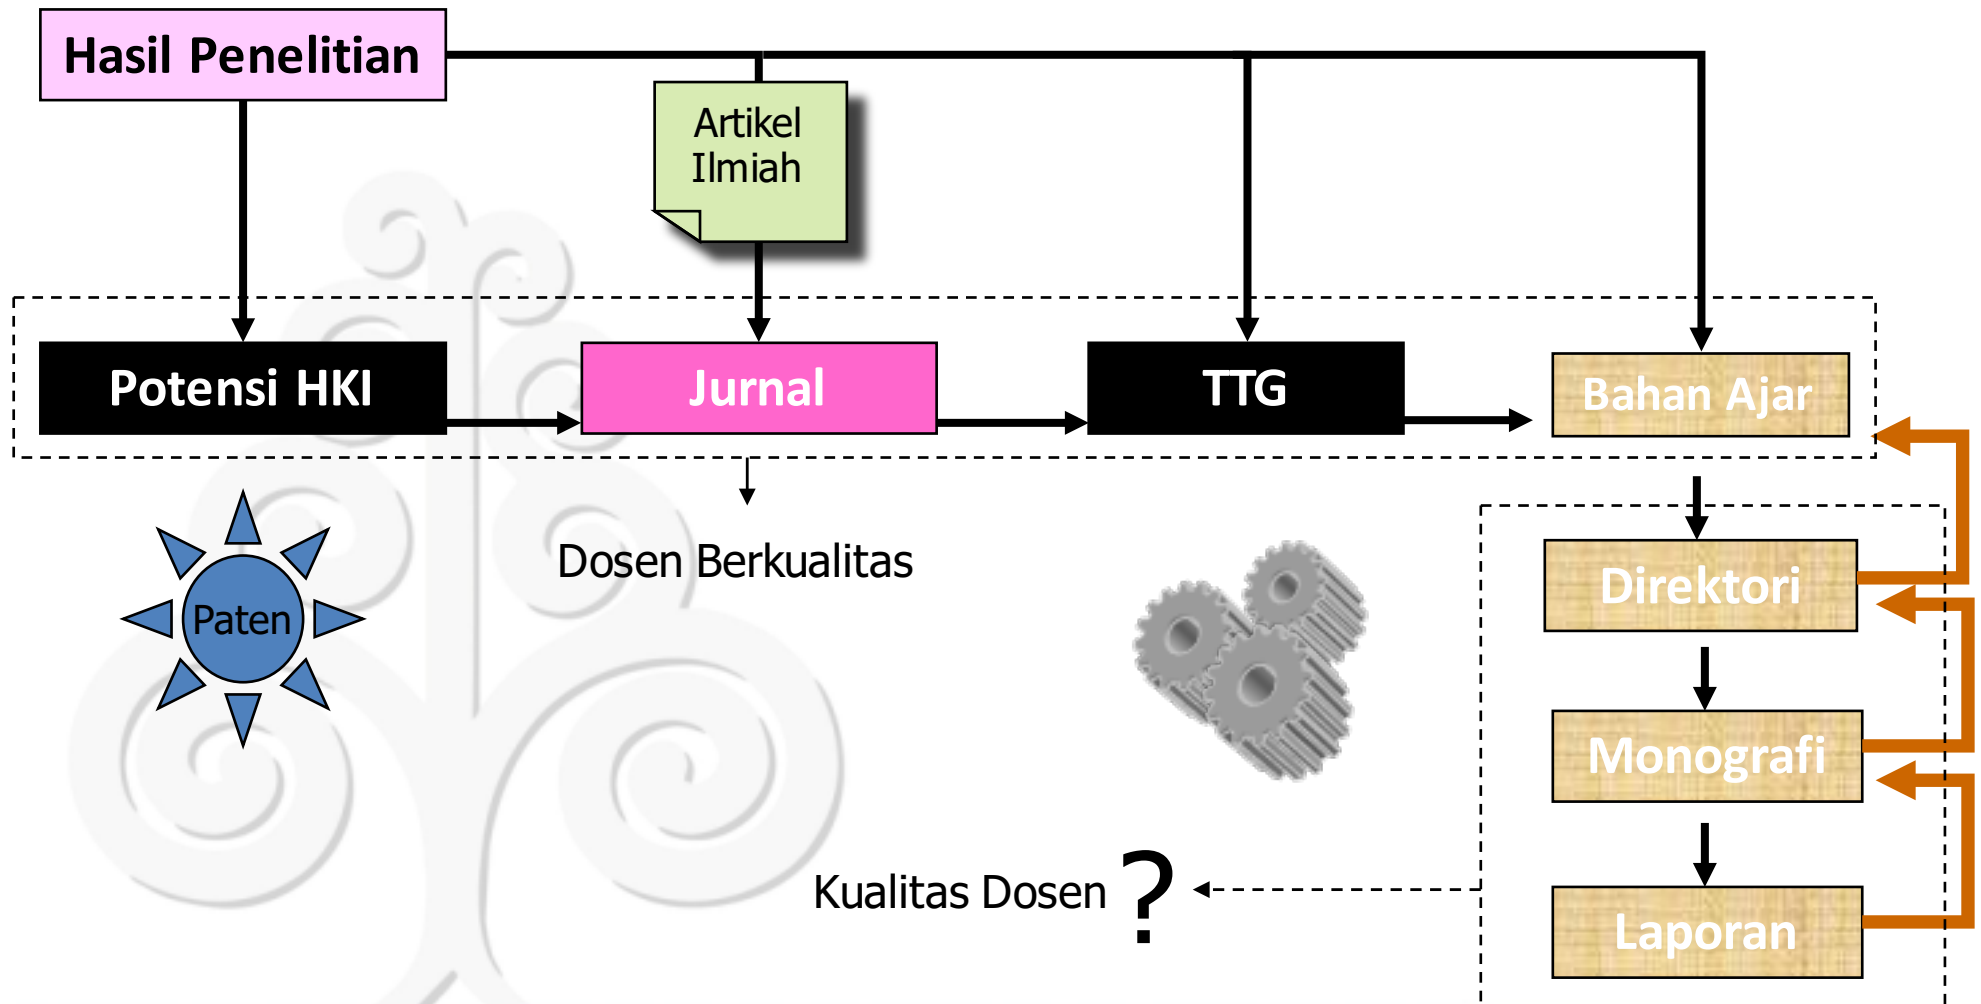 Hasil Penelitian
Artikel
Ilmiah
Potensi HKI
Jurnal
TTG
Bahan Ajar
Dosen Berkualitas
Direktori
Paten
Monografi
Kualitas Dosen ?
Laporan